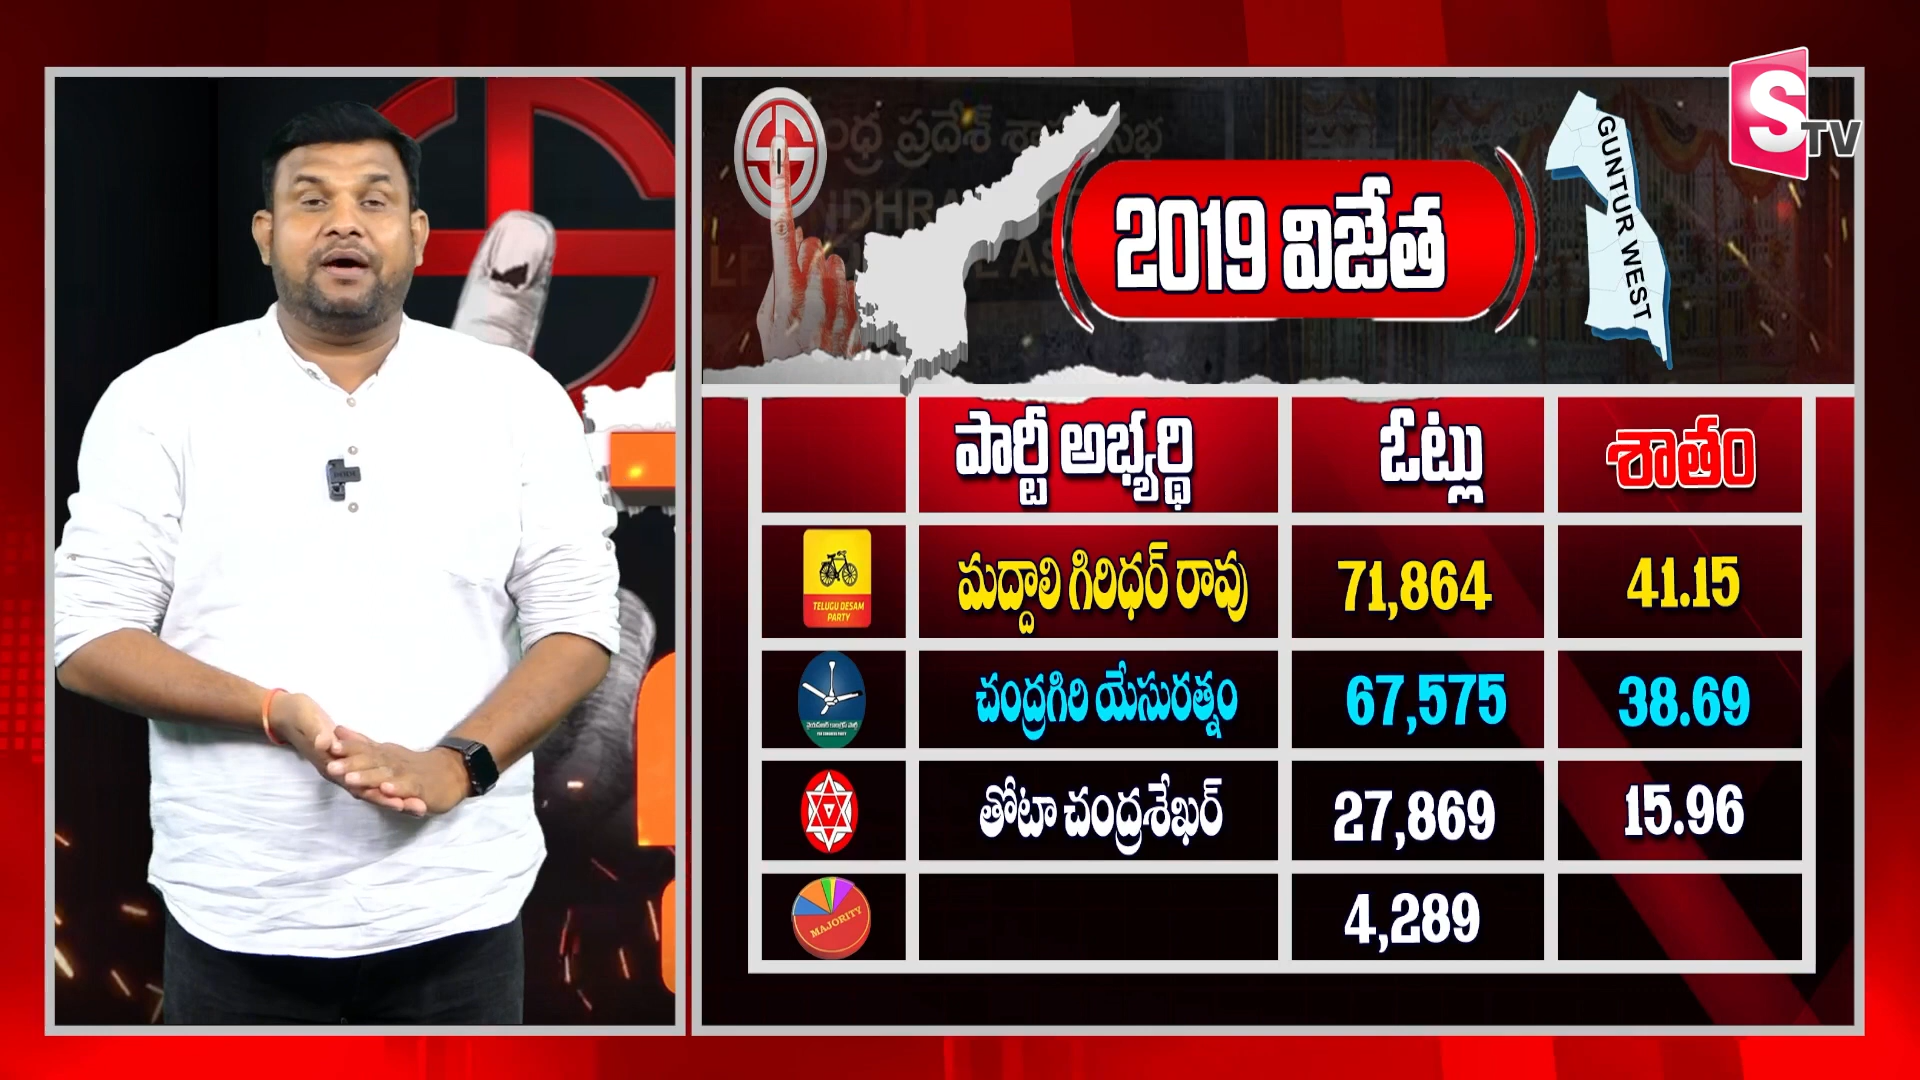 S TV
2019 విజేత
GUNTUR WEST
పార్టీ అభ్యర్థి ఓట్లు శాతం
TELUGU DESAM
PARTY
మద్దాలి గిరిధర్ రావు 71,864 41.15
చంద్రగిరి యేసురత్నం 67,575 38.69
తోటా చంద్రశేఖర్ 27,869 15.96
MAJORITY 4,289